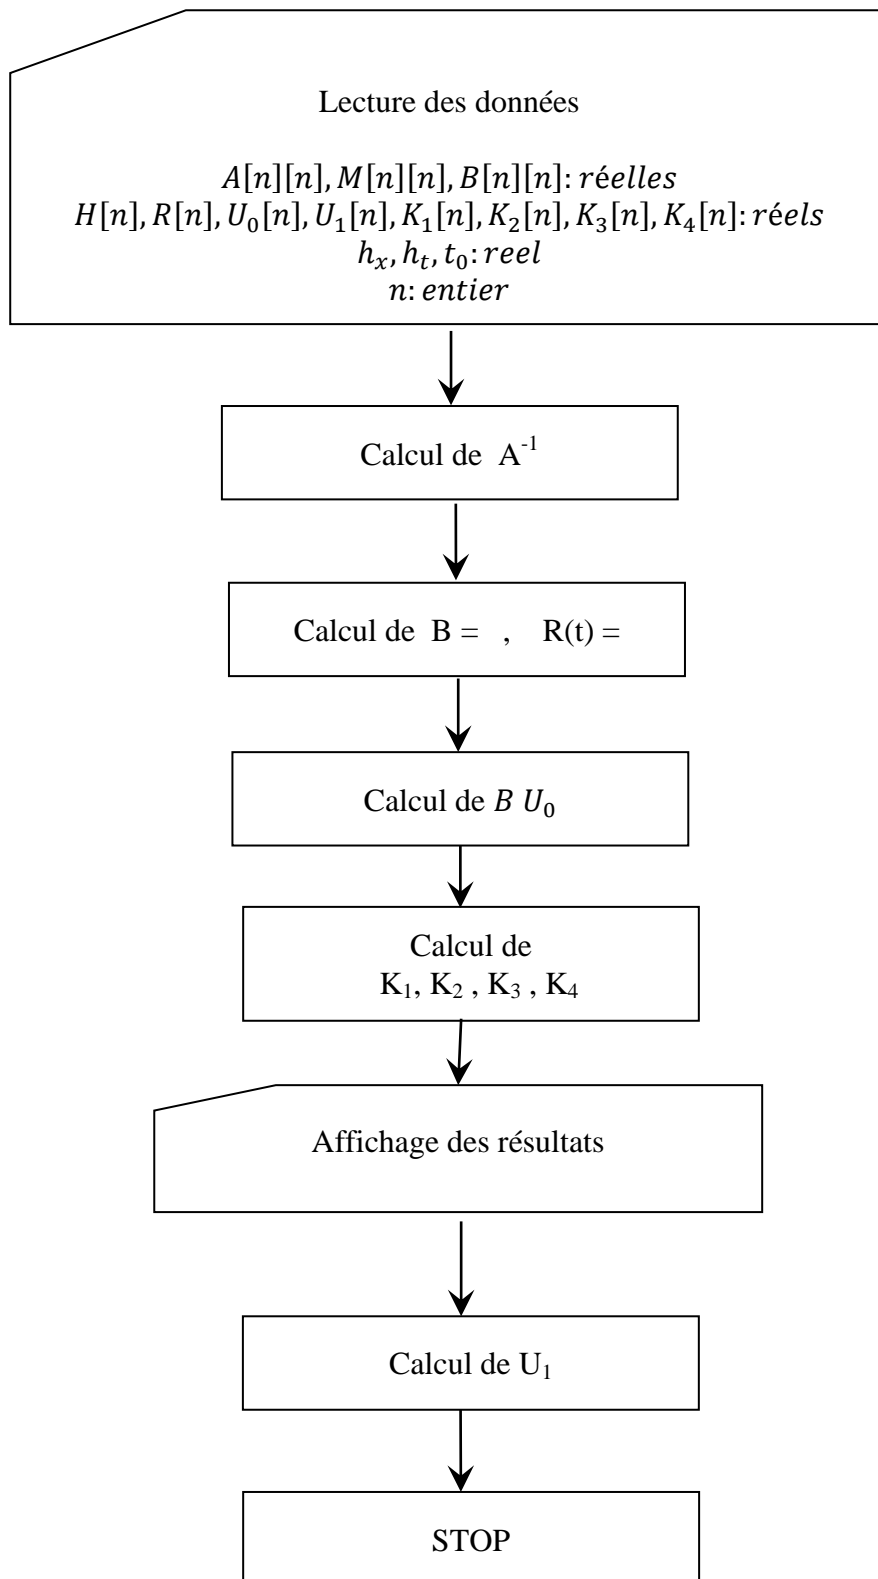 Lecture des données
A[n][n], M[n][n], B[n][n]: réelles
H[n], R[n], U₀[n], U₁[n], K₁[n], K₂[n], K₃[n], K₄[n]: réels
hₓ, hₜ, t₀: reel
n: entier
Calcul de A⁻¹
Calcul de B = , R(t) =
Calcul de B U₀
Calcul de
K₁, K₂ , K₃ , K₄
Affichage des résultats
Calcul de U₁
STOP